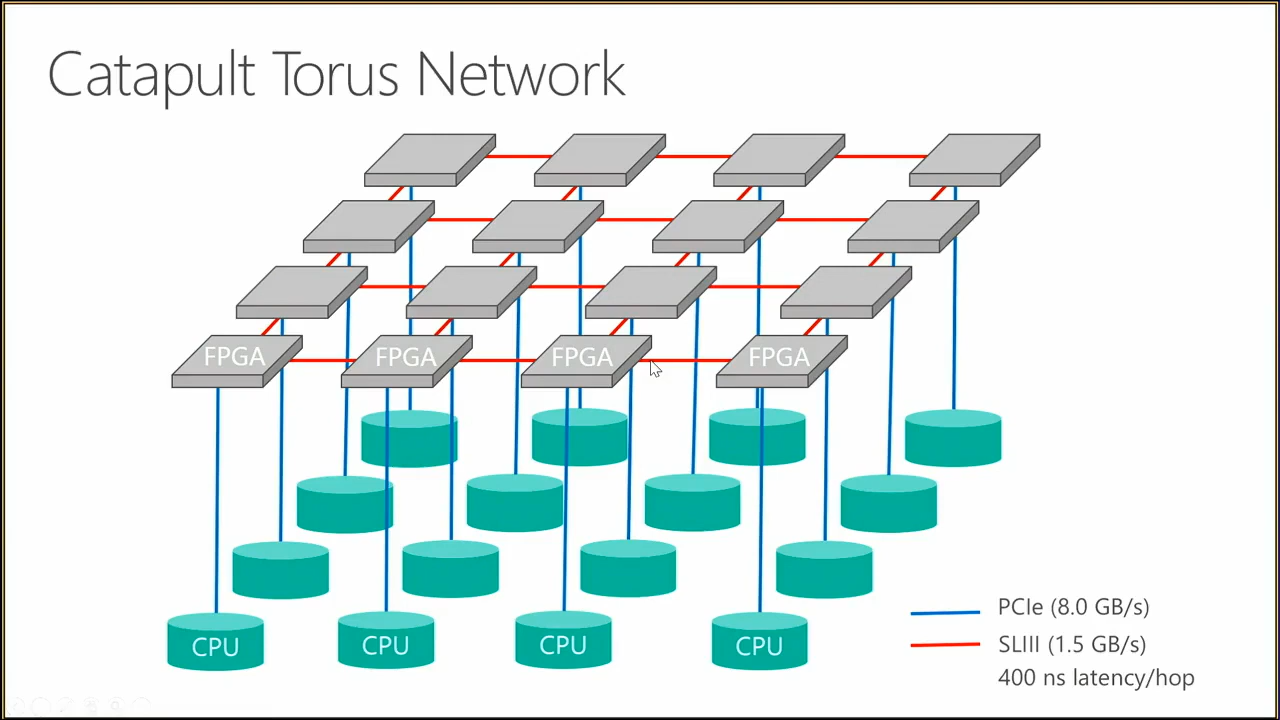 Catapult Torus Network
FPGA
FPGA
FPGA
FPGA
CPU
CPU
CPU
CPU
PCIe (8.0 GB/s)
SLIII (1.5 GB/s)
400 ns latency/hop